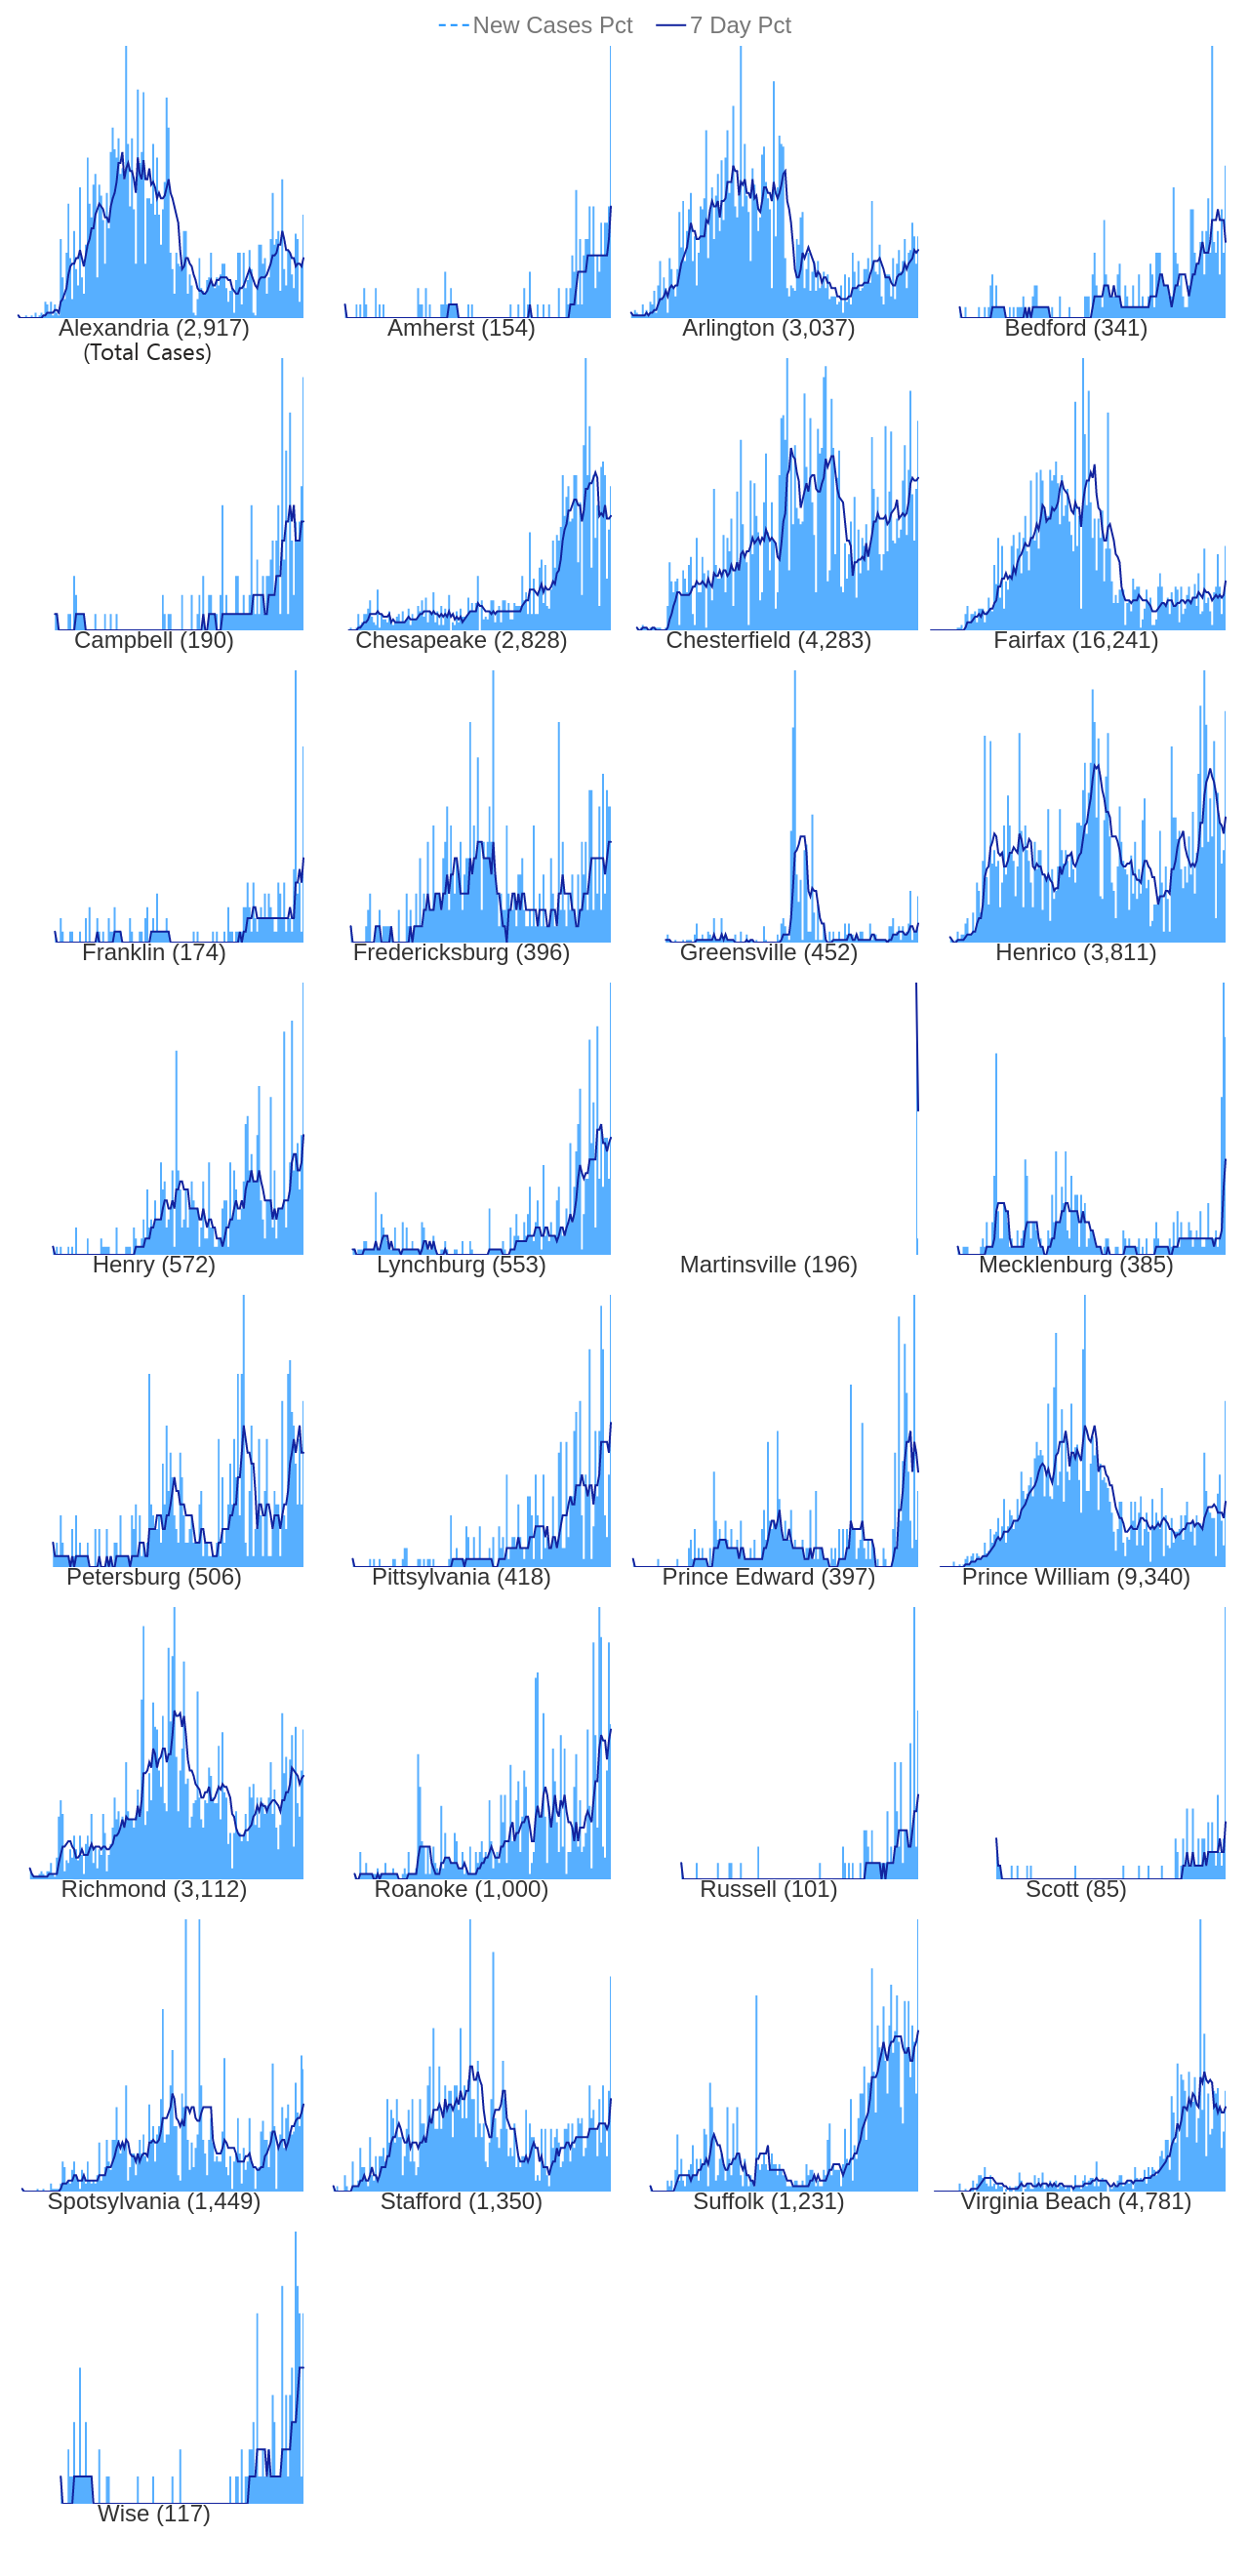 New Cases Pct 7 Day Pct
Alexandria (2,917) Amherst (154) Arlington (3,037) Bedford (341)
(Total Cases)
Campbell (190) Chesapeake (2,828) Chesterfield (4,283) Fairfax (16,241)
Franklin (174) Fredericksburg (396) Greensville (452) Henrico (3,811)
Henry (572) Lynchburg (553) Martinsville (196) Mecklenburg (385)
Petersburg (506) Pittsylvania (418) Prince Edward (397) Prince William (9,340)
Richmond (3,112) Roanoke (1,000) Russell (101) Scott (85)
Spotsylvania (1,449) Stafford (1,350) Suffolk (1,231) Virginia Beach (4,781)
Wise (117)